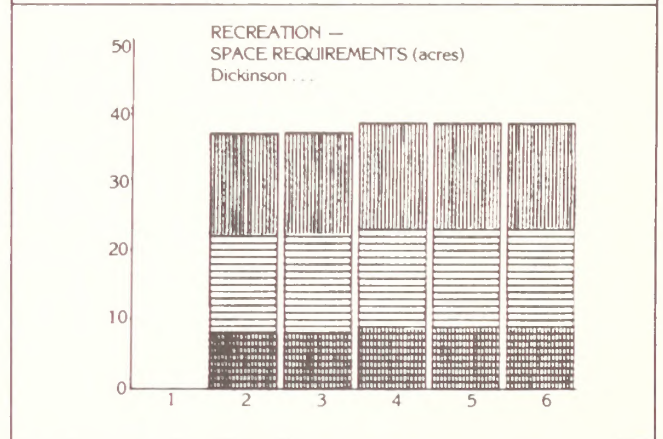 RECREATION —
SPACE REQUIREMENTS (acres)
Dickinson . . .
50
40
30
20
10
0
1 2 3 4 5 6